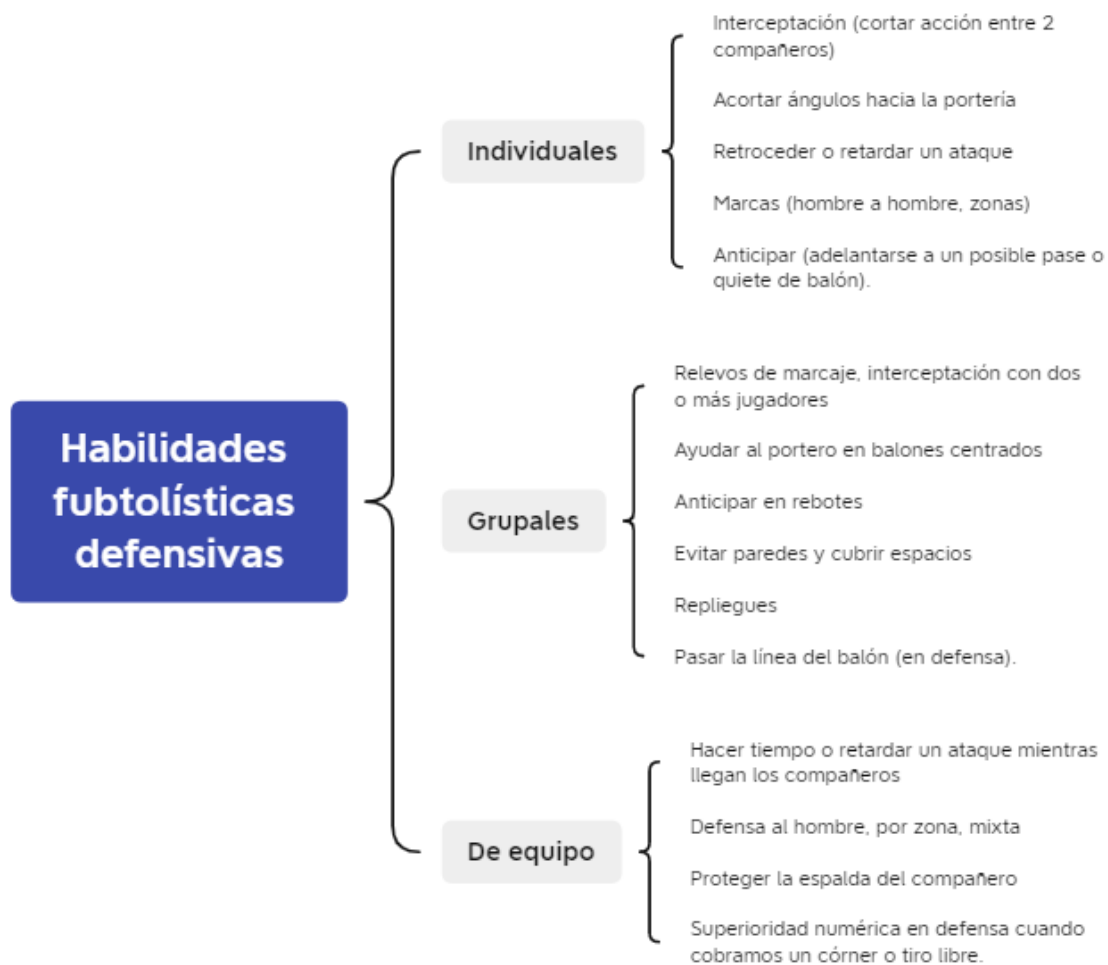 Habilidades
fubtolísticas
defensivas
Individuales
Interceptación (cortar acción entre 2
compañeros)
Acortar ángulos hacia la portería
Retroceder o retardar un ataque
Marcas (hombre a hombre, zonas)
Anticipar (adelantarse a un posible pase o
quiete de balón).
Grupales
Relevos de marcaje, interceptación con dos
o más jugadores
Ayudar al portero en balones centrados
Anticipar en rebotes
Evitar paredes y cubrir espacios
Repliegues
Pasar la línea del balón (en defensa).
De equipo
Hacer tiempo o retardar un ataque mientras
llegan los compañeros
Defensa al hombre, por zona, mixta
Proteger la espalda del compañero
Superioridad numérica en defensa cuando
cobramos un córner o tiro libre.